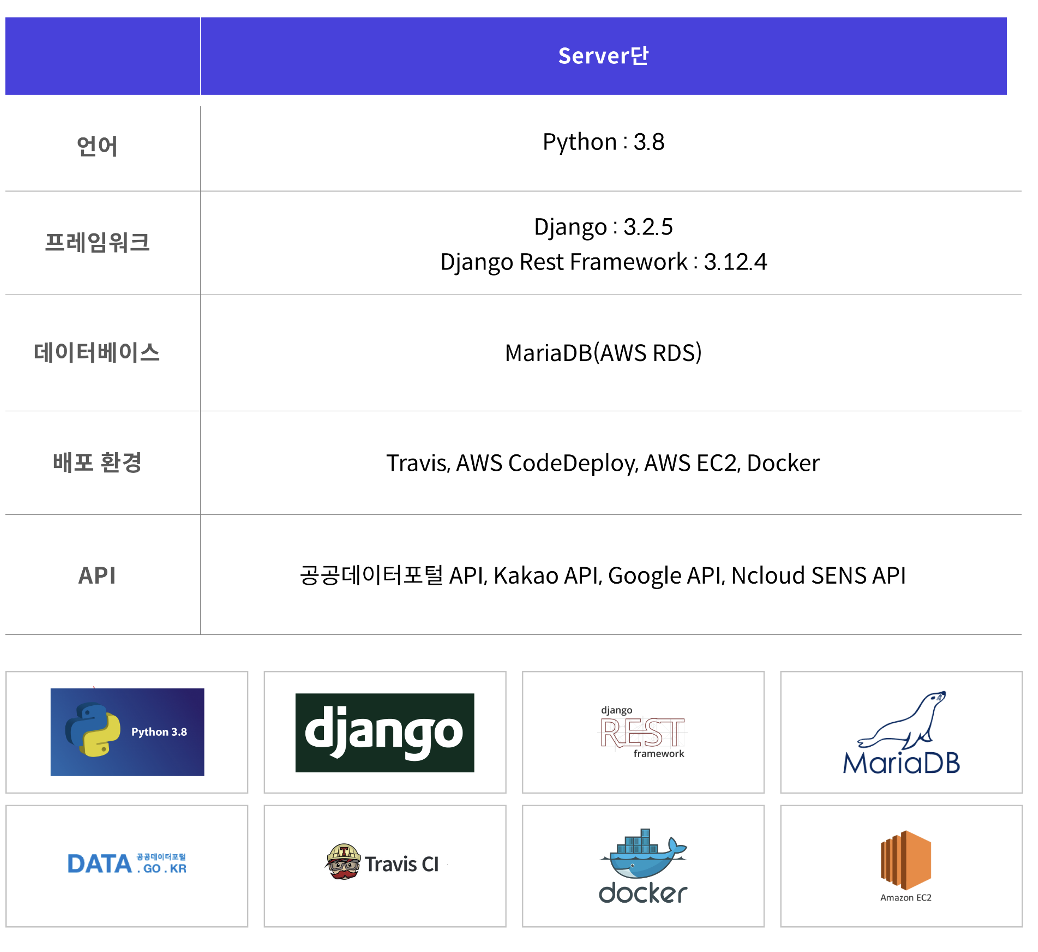 Server단
언어
Python : 3.8
프레임워크
Django : 3.2.5
Django Rest Framework : 3.12.4
데이터베이스
MariaDB(AWS RDS)
배포 환경
Travis, AWS CodeDeploy, AWS EC2, Docker
API
공공데이터포털 API, Kakao API, Google API, Ncloud SENS API
Python 3.8
django
django
REST
framework
MariaDB
DATA 공공데이터포털
. GO . KR
T
Travis CI
docker
Amazon EC2